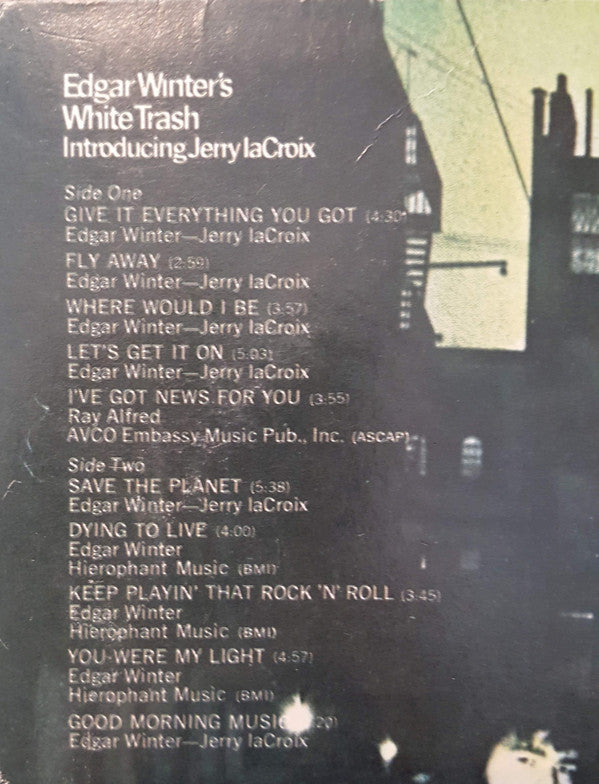 Edgar Winter's
White Trash
Introducing Jerry laCroix
Side One
GIVE IT EVERYTHING YOU GOT (4:30)
Edgar Winter—Jerry laCroix
FLY AWAY (2:59)
Edgar Winter—Jerry laCroix
WHERE WOULD I BE (3:57)
Edgar Winter—Jerry laCroix
LET'S GET IT ON (5:03)
Edgar Winter—Jerry laCroix
I'VE GOT NEWS FOR YOU (3:55)
Ray Alfred
AVCO Embassy Music Pub., Inc. (ASCAP)
Side Two
SAVE THE PLANET (5:38)
Edgar Winter—Jerry laCroix
DYING TO LIVE (4:00)
Edgar Winter
Hierophant Music (BMI)
KEEP PLAYIN' THAT ROCK 'N' ROLL (3:45)
Edgar Winter
Hierophant Music (BMI)
YOU WERE MY LIGHT (4:57)
Edgar Winter
Hierophant Music (BMI)
GOOD MORNING MUSIC
Edgar Winter—Jerry laCroix